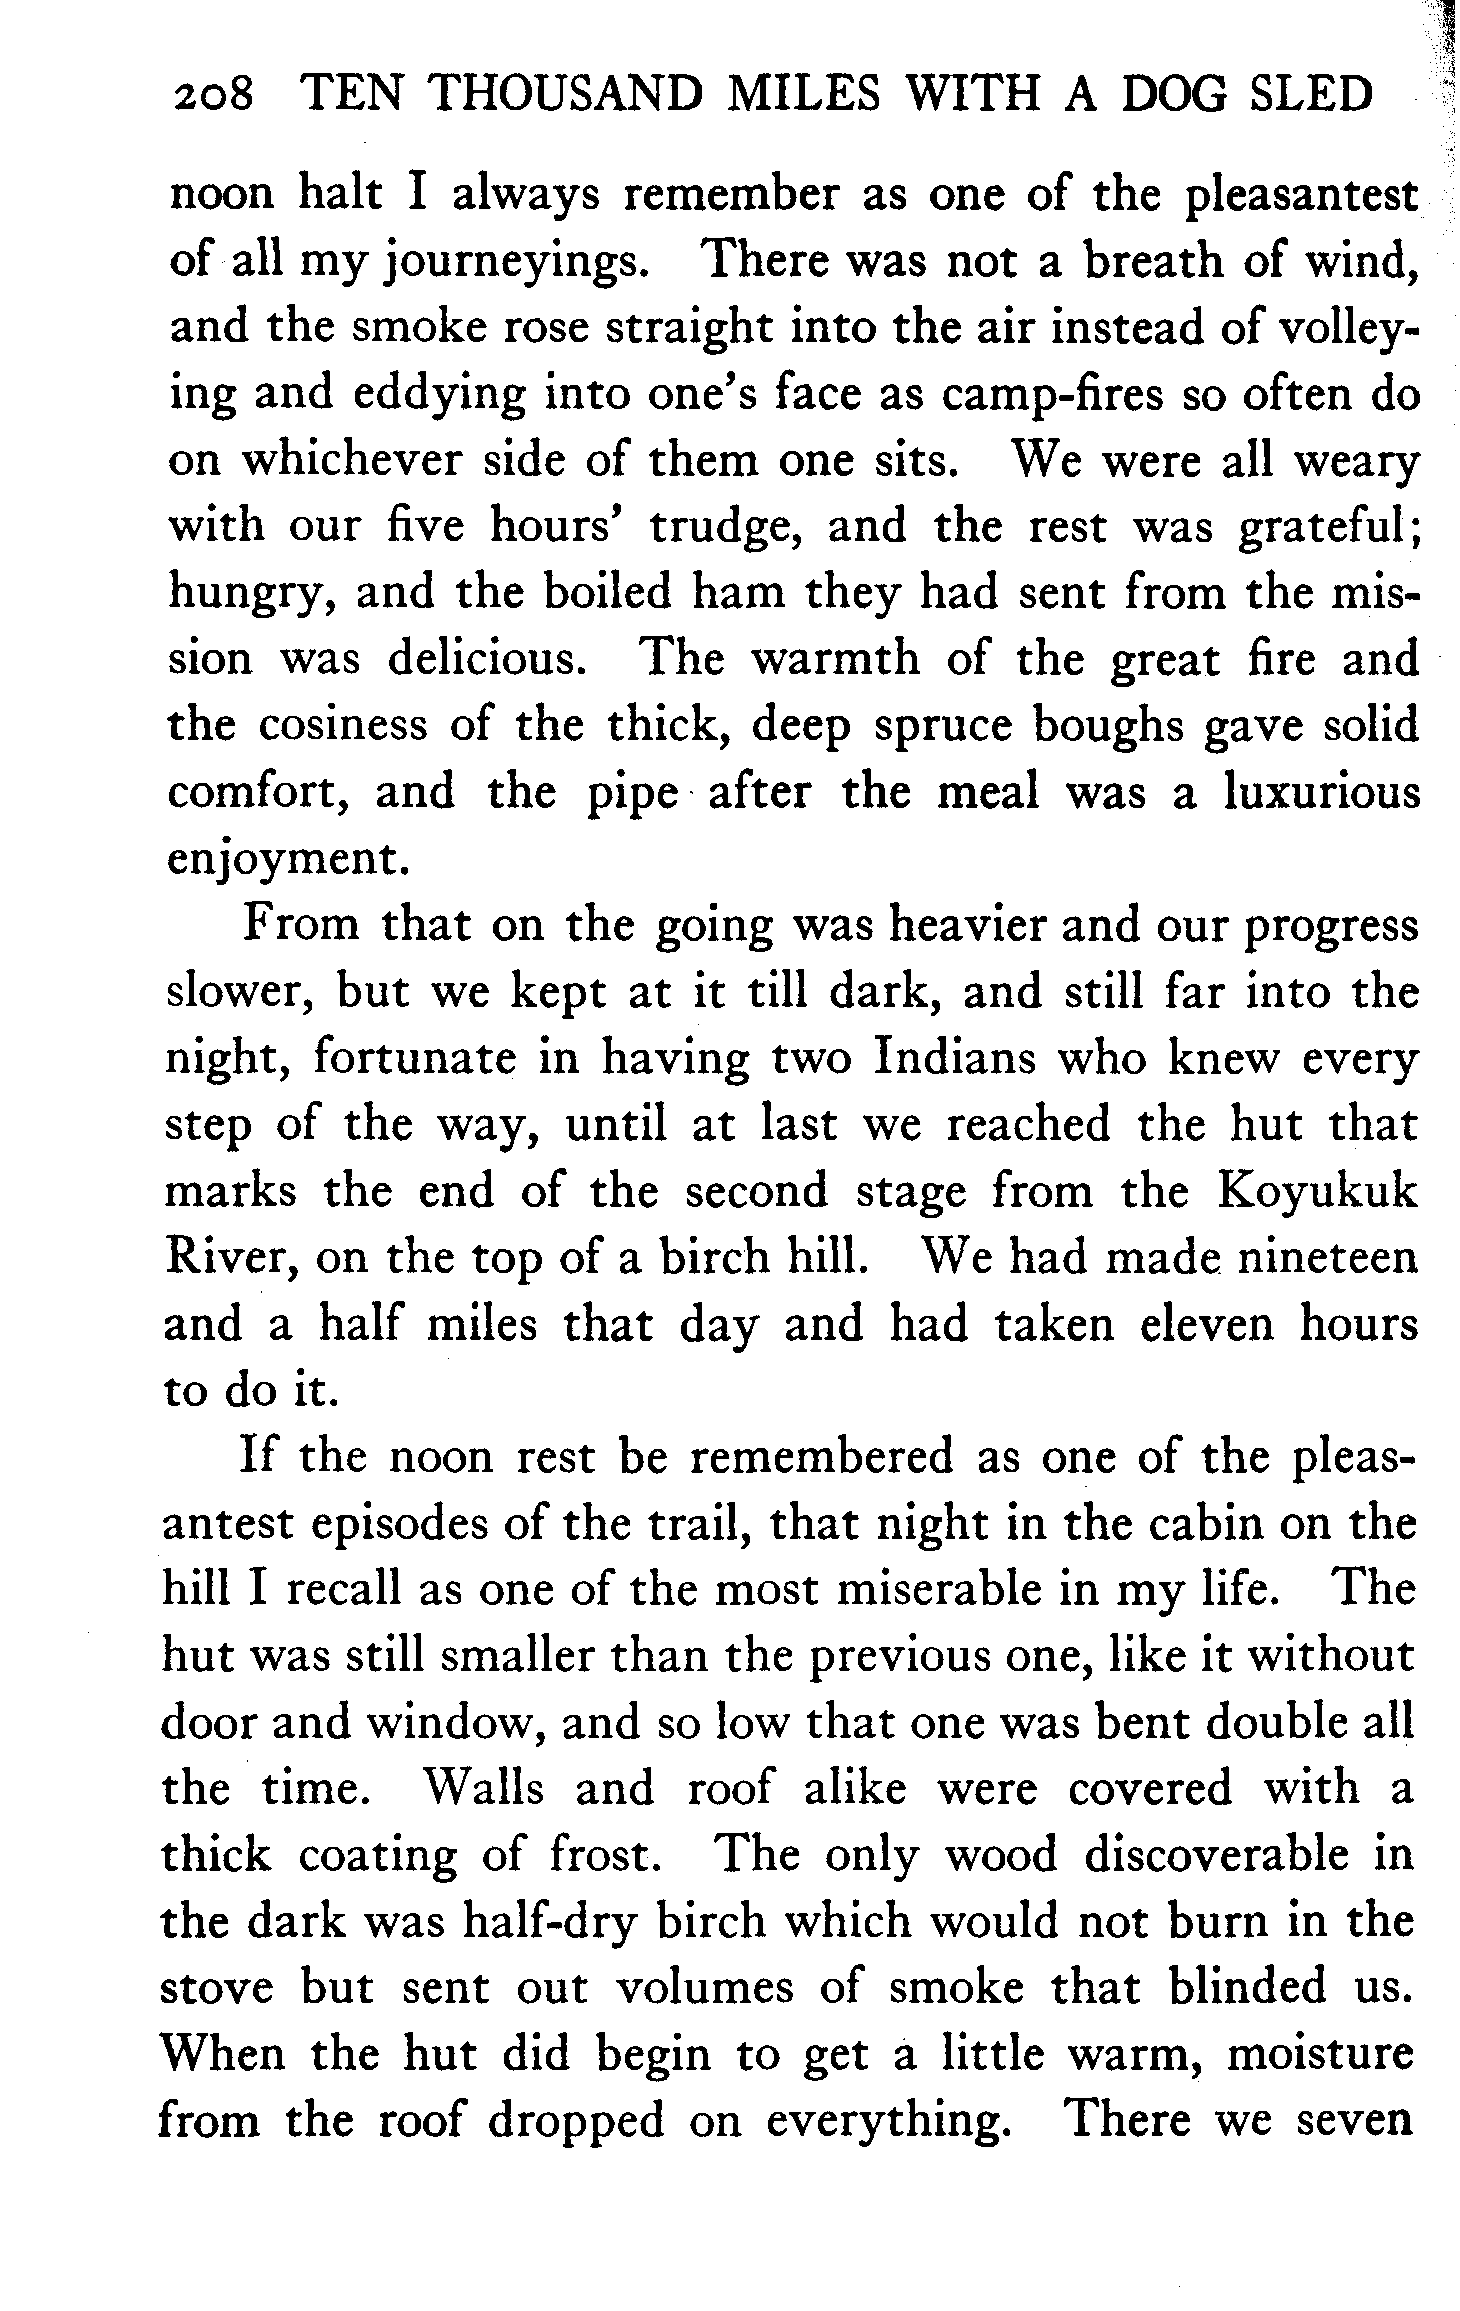 208 TEN THOUSAND MILES WITH A DOG SLED
noon halt I always remember as one of the pleasantest
of all my journeyings. There was not a breath of wind,
and the smoke rose straight into the air instead of volley-
ing and eddying into one's face as camp-fires so often do
on whichever side of them one sits. We were all weary
with our five hours' trudge, and the rest was grateful;
hungry, and the boiled ham they had sent from the mis-
sion was delicious. The warmth of the great fire and
the cosiness of the thick, deep spruce boughs gave solid
comfort, and the pipe after the meal was a luxurious
enjoyment.
From that on the going was heavier and our progress
slower, but we kept at it till dark, and still far into the
night, fortunate in having two Indians who knew every
step of the way, until at last we reached the hut that
marks the end of the second stage from the Koyukuk
River, on the top of a birch hill. We had made nineteen
and a half miles that day and had taken eleven hours
to do it.
If the noon rest be remembered as one of the pleas-
antest episodes of the trail, that night in the cabin on the
hill I recall as one of the most miserable in my life. The
hut was still smaller than the previous one, like it without
door and window, and so low that one was bent double all
the time. Walls and roof alike were covered with a
thick coating of frost. The only wood discoverable in
the dark was half-dry birch which would not burn in the
stove but sent out volumes of smoke that blinded us.
When the hut did begin to get a little warm, moisture
from the roof dropped on everything. There we seven